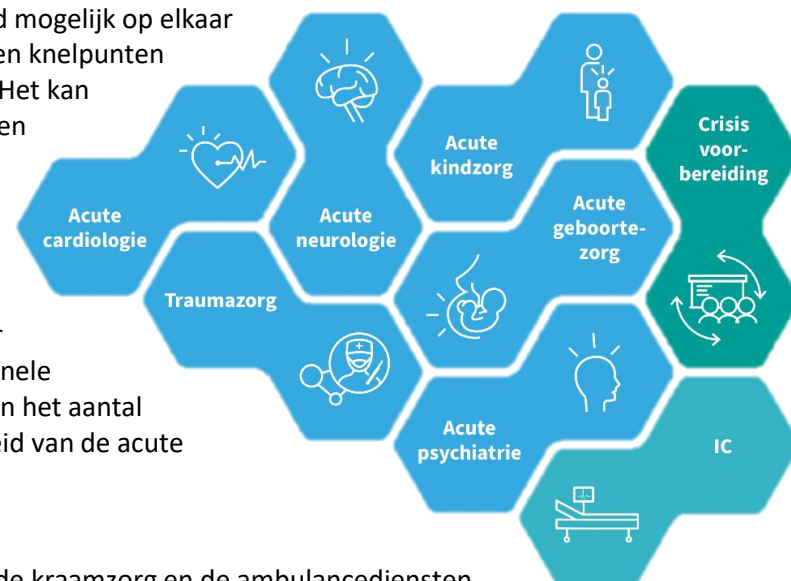 d mogelijk op elkaar
en knelpunten
Het kan
en
nele
n het aantal
id van de acute
de kraamzorg en de ambulancediensten
Acute
cardiologie
Traumazorg
Acute
neurologie
Acute
kindzorg
Acute
geboorte-
zorg
Acute
psychiatrie
Crisis
voor-
bereiding
IC